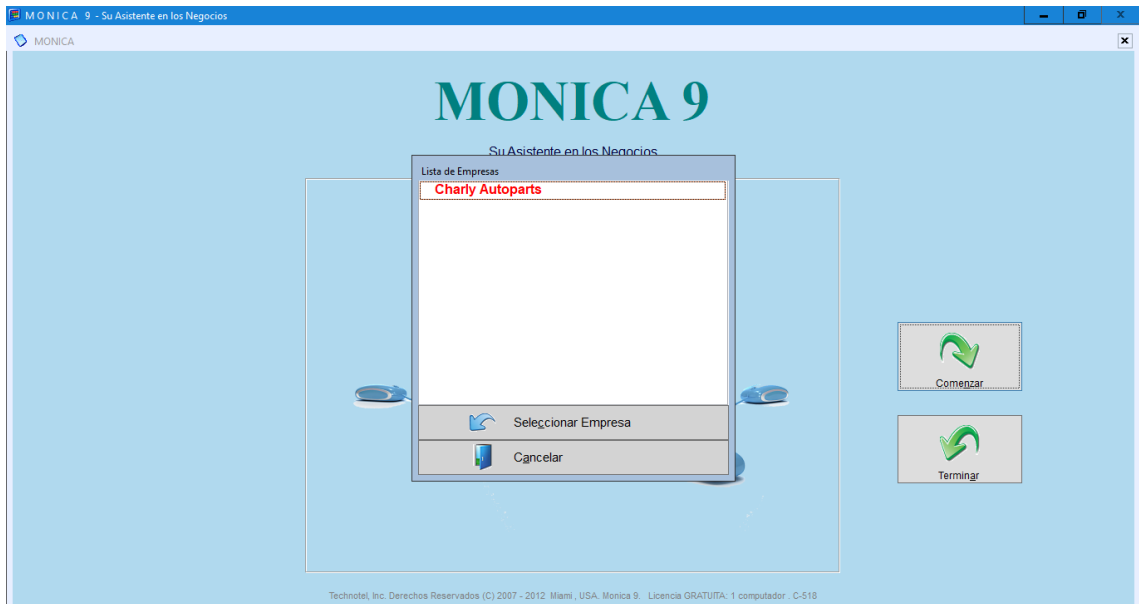 M O N I C A 9 - Su Asistente en los Negocios
MONICA
MONICA 9
Su Asistente en los Negocios
Lista de Empresas
Charly Autoparts
Seleccionar Empresa
Cancelar
Comenzar
Terminar
Technotel, Inc. Derechos Reservados (C) 2007 - 2012 Miami , USA. Monica 9. Licencia GRATUITA: 1 computador . C-518